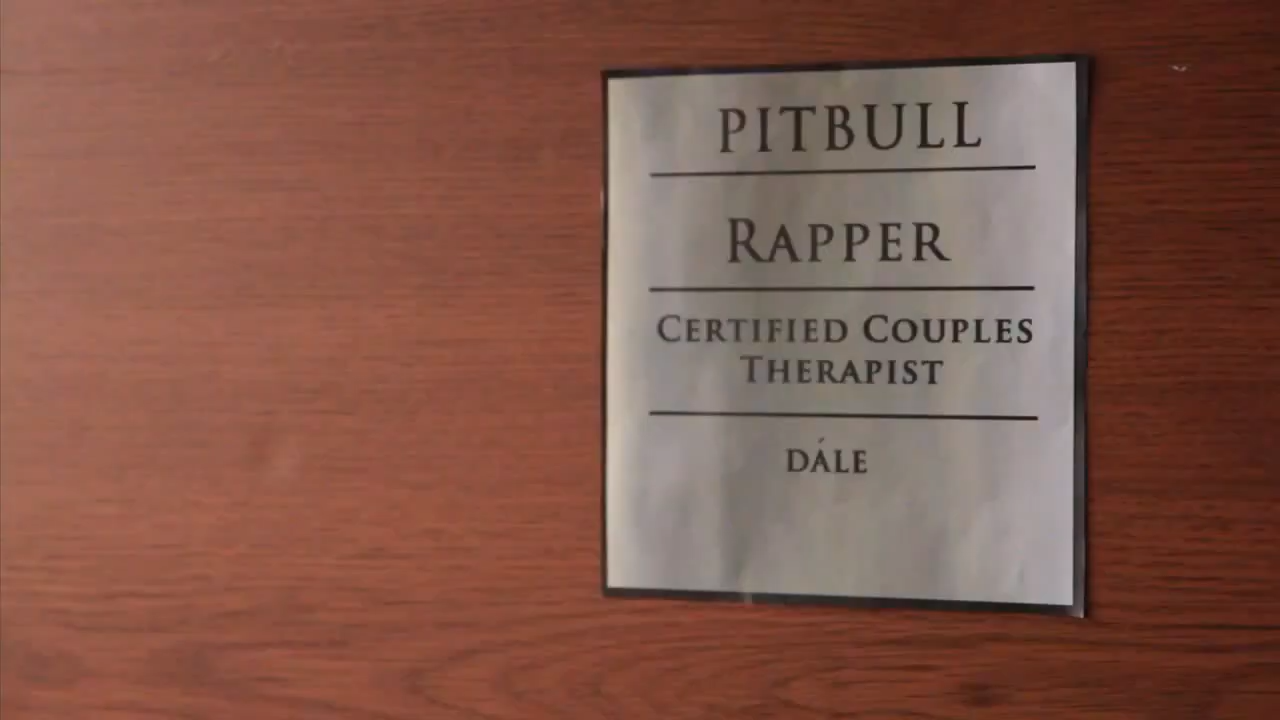 PITBULL
RAPPER
CERTIFIED COUPLES
THERAPIST
DÁLE